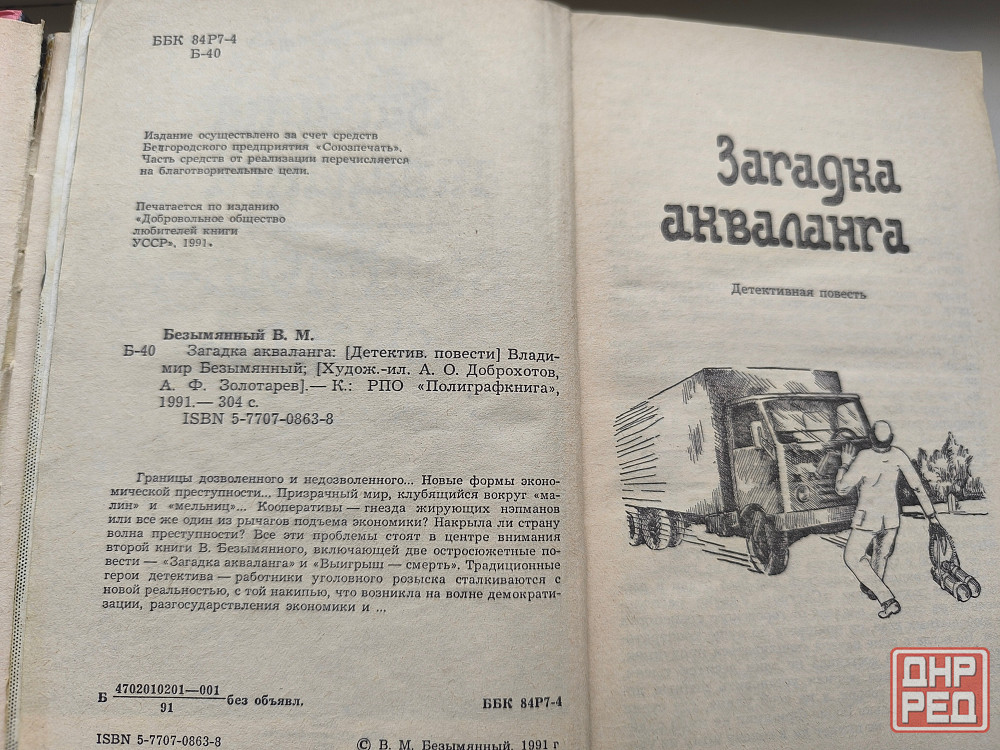 ББК 84Р7-4
Б-40
Издание осуществлено за счет средств
Белгородского предприятия «Союзпечать».
Часть средств от реализации перечисляется
на благотворительные цели.
Печатается по изданию
«Добровольное общество
любителей книги
УССР», 1991.
Безымянный В. М.
Б-40 Загадка акваланга: [Детектив. повести] Влади-
мир Безымянный; [Худож.-ил. А. О. Доброхотов,
А. Ф. Золотарев].— К.: РПО «Полиграфкнига»,
1991.— 304 с.
ISBN 5-7707-0863-8
Границы дозволенного и недозволенного... Новые формы эконо-
мической преступности... Призрачный мир, клубящийся вокруг «ма-
лин» и «мельниц»... Кооперативы — гнезда жирующих нэпманов
или все же один из рычагов подъема экономики? Накрыла ли страну
волна преступности? Все эти проблемы стоят в центре внимания
второй книги В. Безымянного, включающей две остросюжетные по-
вести — «Загадка акваланга» и «Выигрыш — смерть». Традиционные
герои детектива — работники уголовного розыска сталкиваются с
новой реальностью, с той накипью, что возникла на волне демократи-
зации, разгосударствления экономики и ...
Б 4702010201—001
91 без объявл.
ББК 84Р7-4
ISBN 5-7707-0863-8
© В. М. Безымянный, 1991 г
Загадка
акваланга
Детективная повесть
ДНР
РЕД